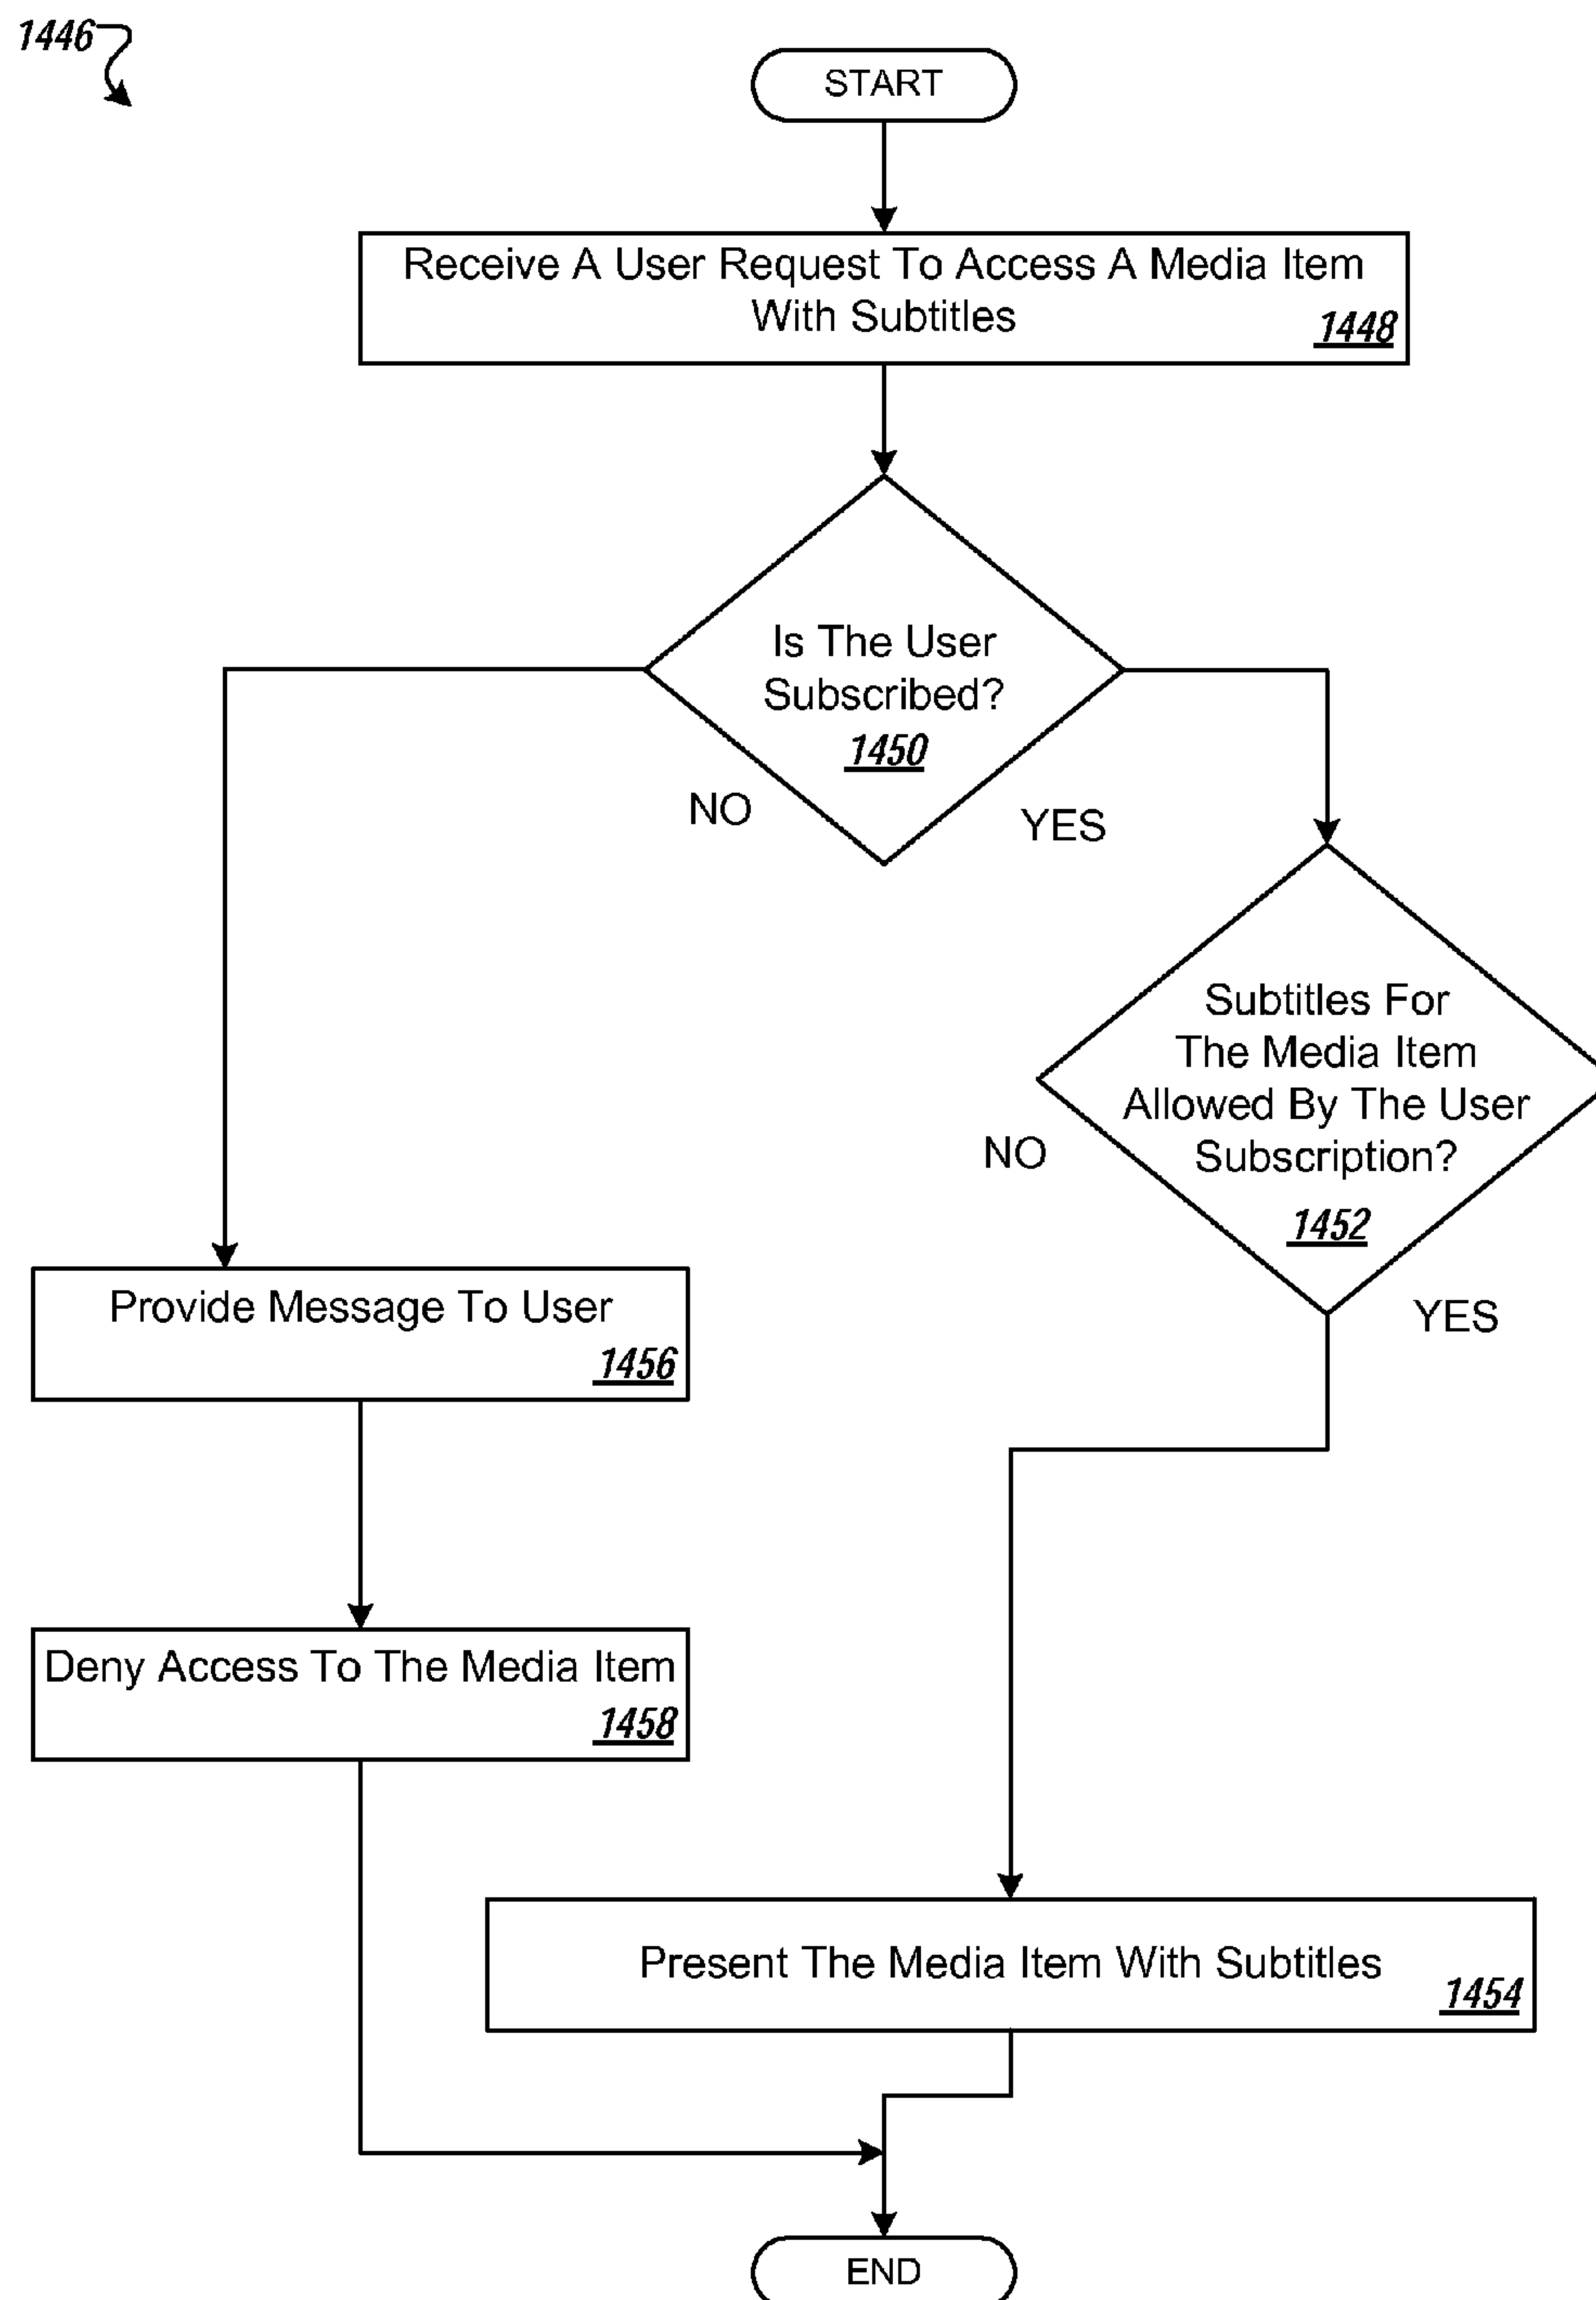 1446
START
Receive A User Request To Access A Media Item
With Subtitles
1448
Is The User
Subscribed?
1450
NO
YES
Subtitles For
The Media Item
Allowed By The User
Subscription?
1452
NO
YES
Provide Message To User
1456
Deny Access To The Media Item
1458
Present The Media Item With Subtitles
1454
END